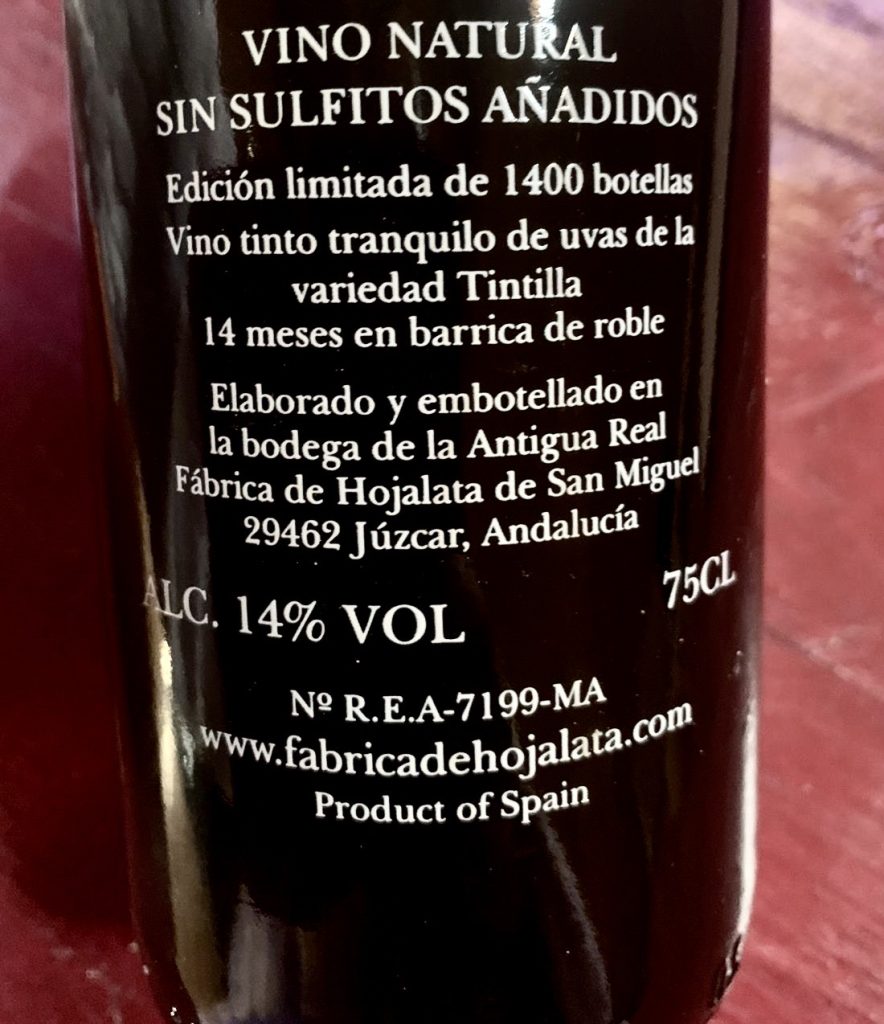 VINO NATURAL
SIN SULFITOS AÑADIDOS
Edición limitada de 1400 botellas
Vino tinto tranquilo de uvas de la
variedad Tintilla
14 meses en barrica de roble
Elaborado y embotellado en
la bodega de la Antigua Real
Fábrica de Hojalata de San Miguel
29462 Júzcar, Andalucía
ALC. 14% VOL 75CL
Nº R.E.A-7199-MA
www.fabricadehojalata.com
Product of Spain